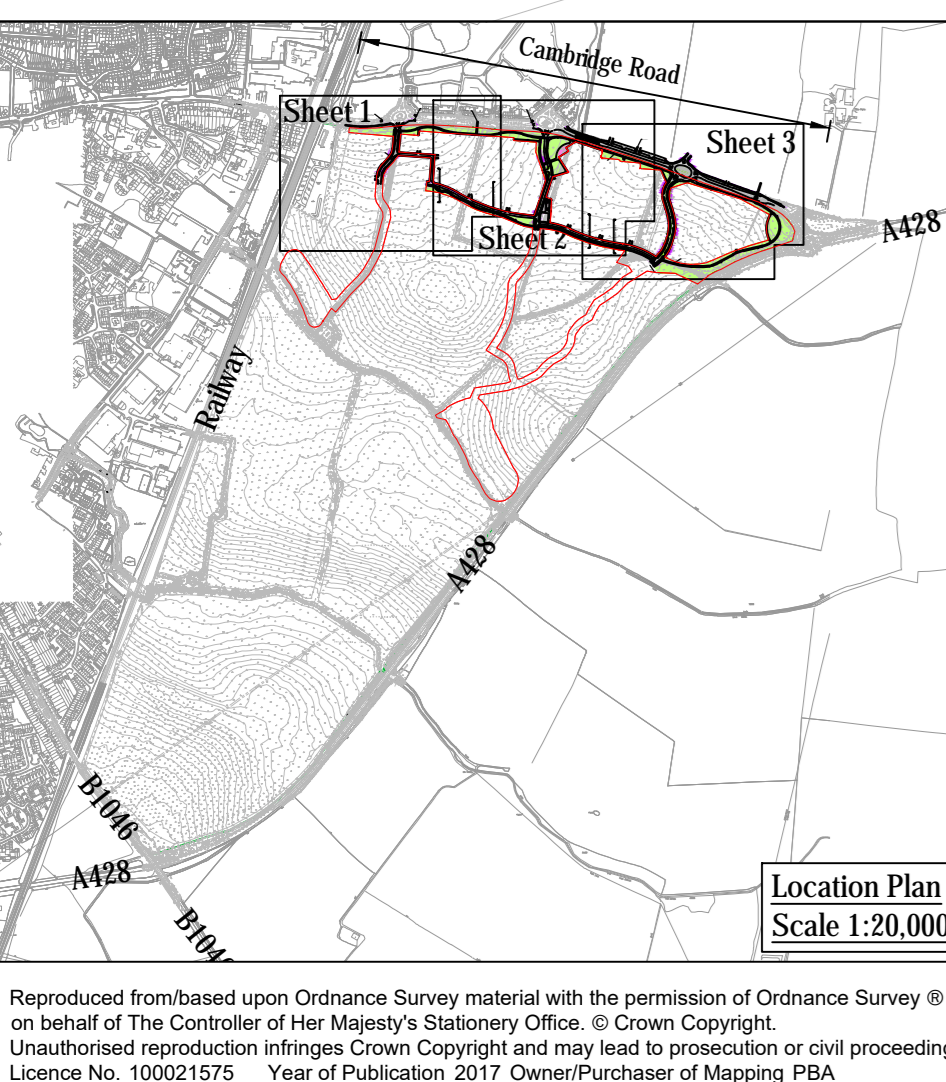 Cambridge Road
Sheet 1
Sheet 3
Sheet 2
A428
Railway
A428
B1046
A428
B1046
Location Plan
Scale 1:20,000
Reproduced from/based upon Ordnance Survey material with the permission of Ordnance Survey ®
on behalf of The Controller of Her Majesty's Stationery Office. © Crown Copyright.
Unauthorised reproduction infringes Crown Copyright and may lead to prosecution or civil proceeding
Licence No. 100021575 Year of Publication 2017 Owner/Purchaser of Mapping PBA